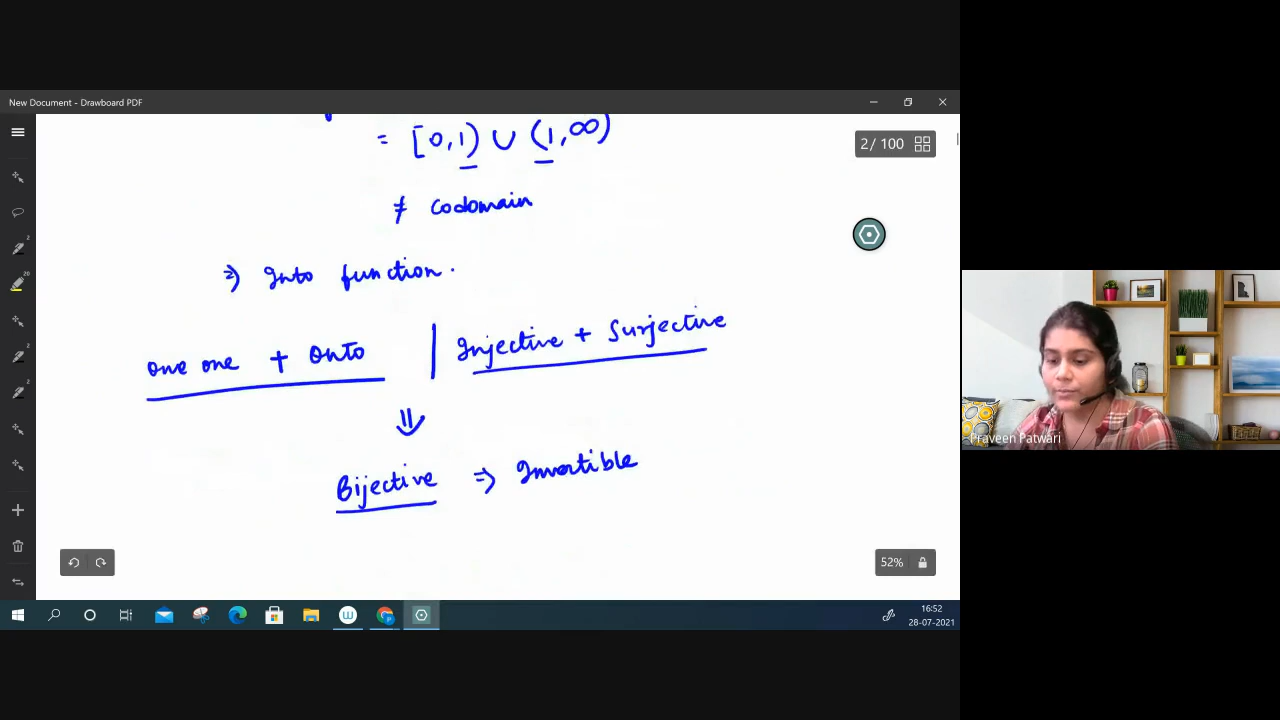 New Document - Drawboard PDF
= [0,1) ∪ (1,∞)
2 / 100
≠ codomain
⇒ Into function.
one one + Onto | Injective + Surjective
⇓
Bijective ⇒ Invertible
Praveen Patwari
52%
16:52
28-07-2021